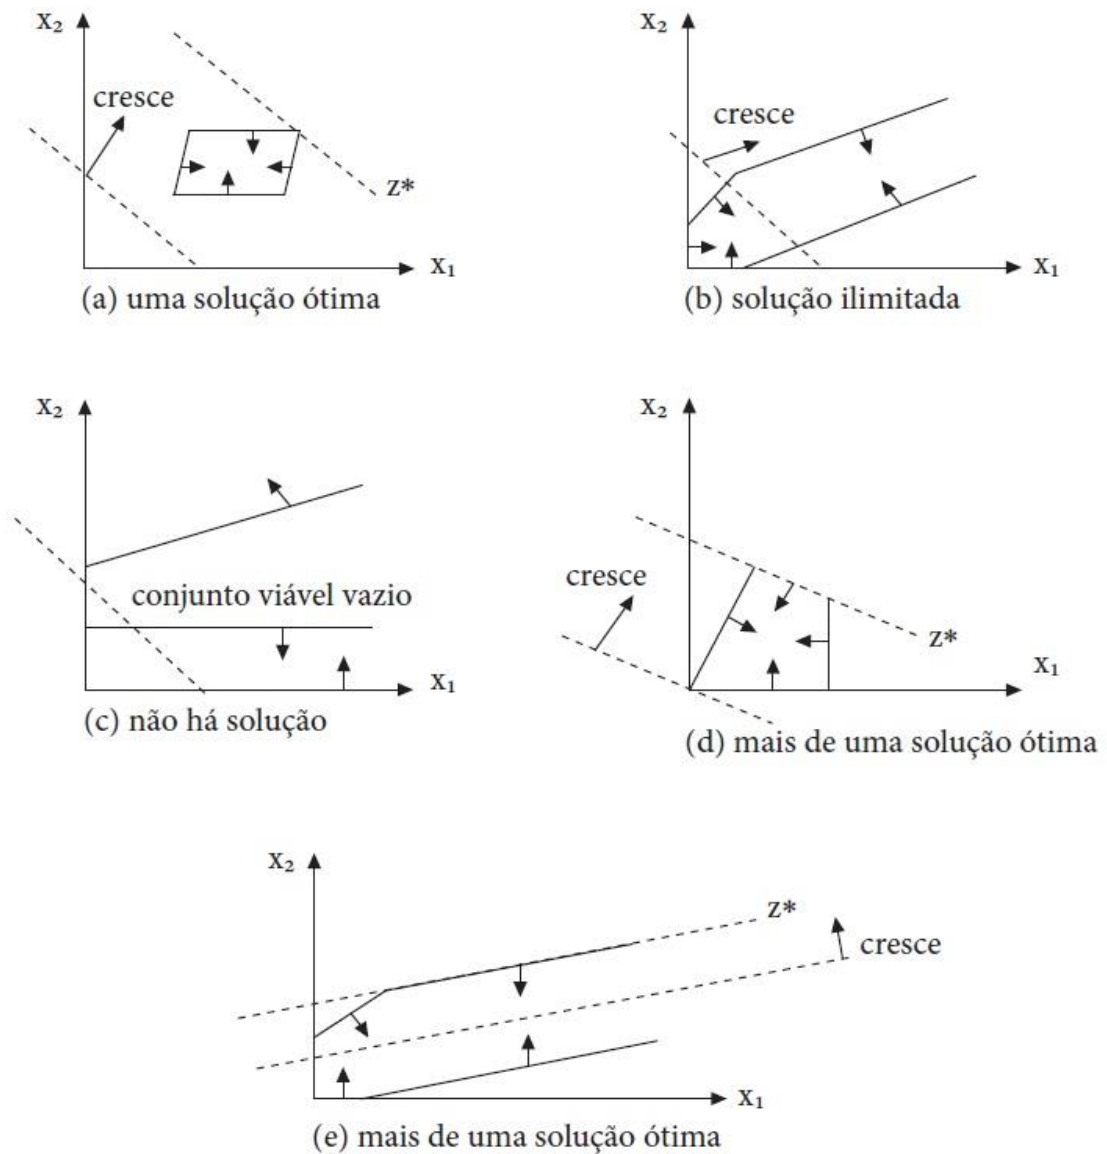 x₂
cresce
z*
x₁
(a) uma solução ótima
x₂
cresce
x₁
(b) solução ilimitada
x₂
conjunto viável vazio
x₁
(c) não há solução
x₂
cresce
z*
x₁
(d) mais de uma solução ótima
x₂
z*
cresce
x₁
(e) mais de uma solução ótima